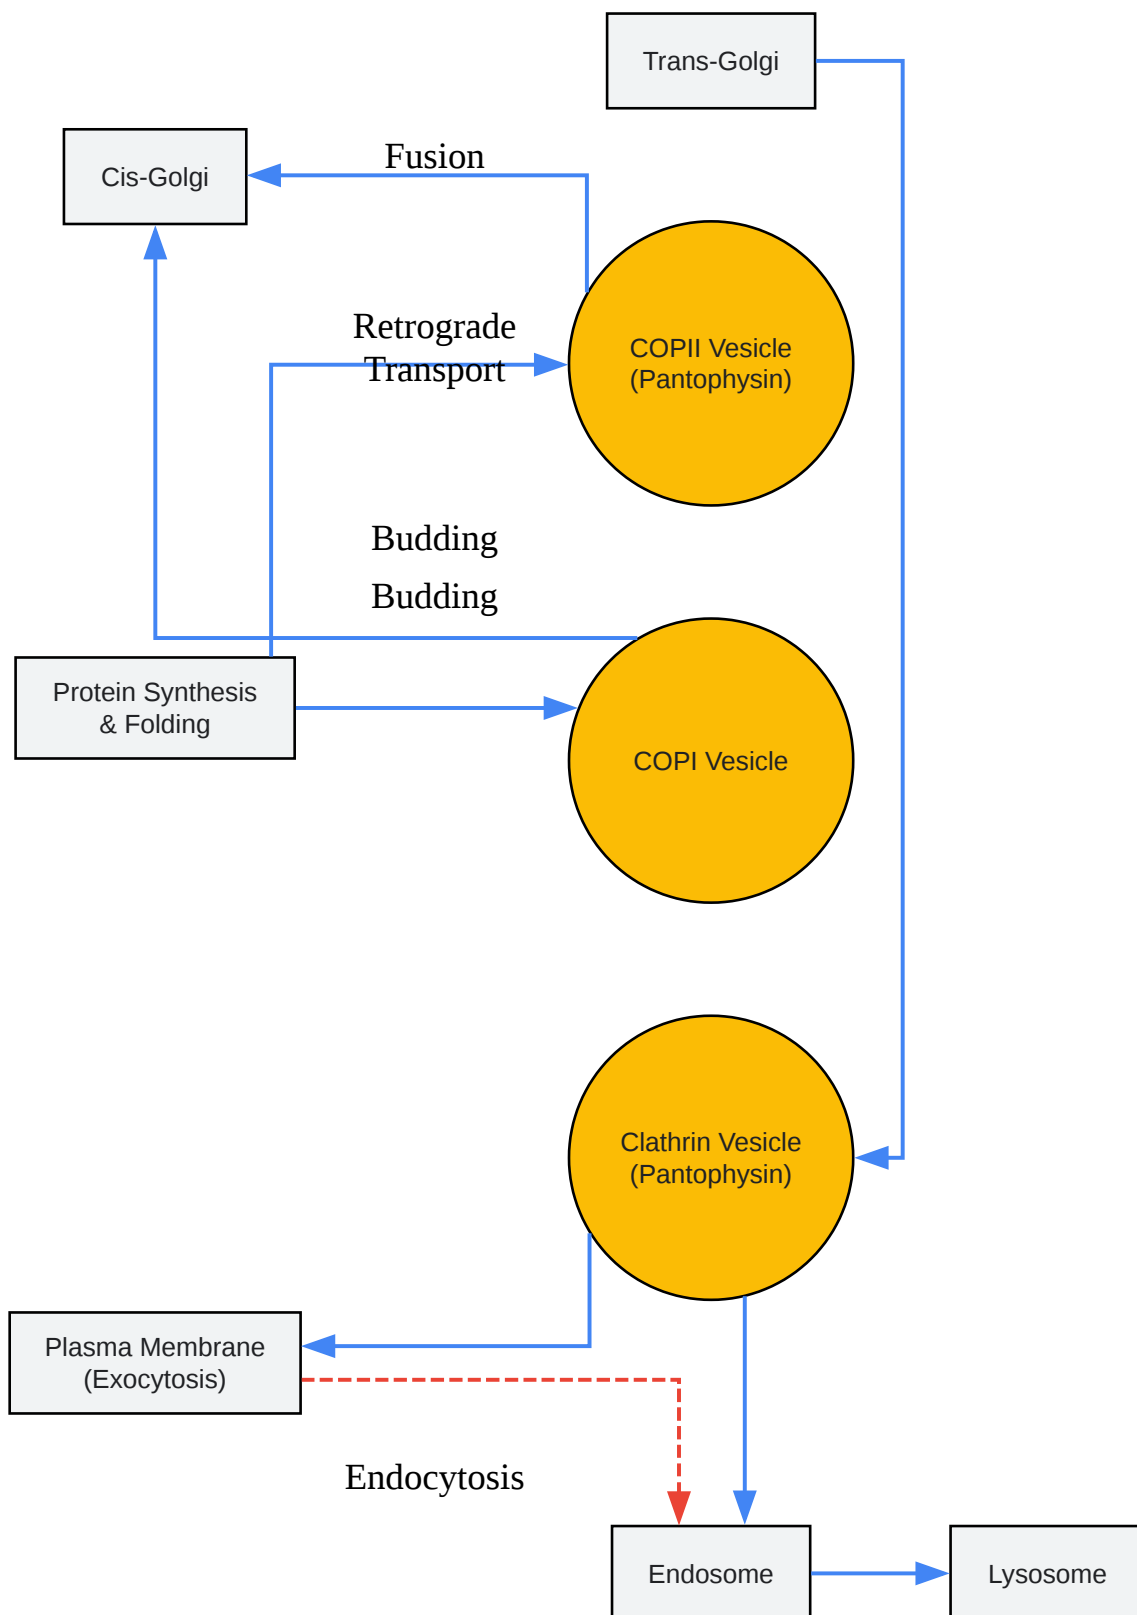 Trans-Golgi
Cis-Golgi
Fusion
Retrograde
Transport
COPII Vesicle
(Pantophysin)
Budding
Budding
Protein Synthesis
& Folding
COPI Vesicle
Clathrin Vesicle
(Pantophysin)
Plasma Membrane
(Exocytosis)
Endocytosis
Endosome
Lysosome